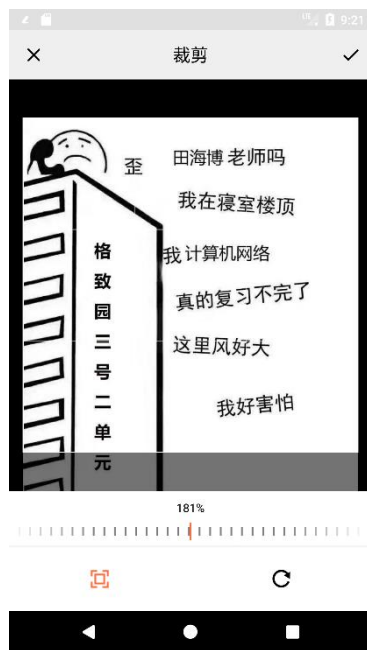 9:21
裁剪
歪 田海博 老师吗
我在寝室楼顶
我 计算机网络
真的复习不完了
这里风好大
我好害怕
格致园三号二单元
181%